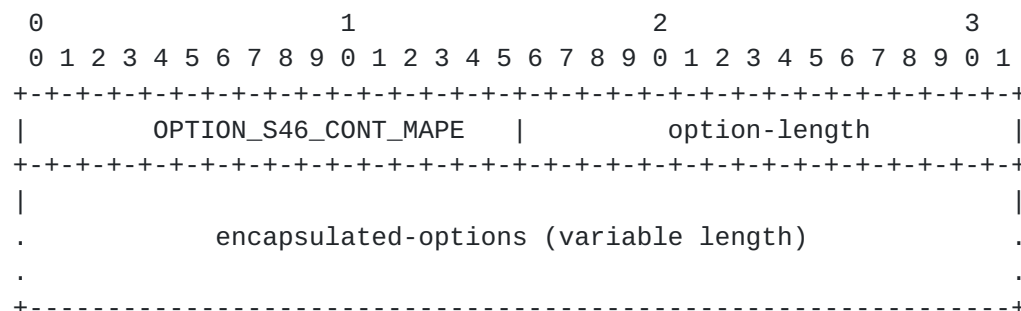 0                   1                   2                   3
0 1 2 3 4 5 6 7 8 9 0 1 2 3 4 5 6 7 8 9 0 1 2 3 4 5 6 7 8 9 0 1
+-+-+-+-+-+-+-+-+-+-+-+-+-+-+-+-+-+-+-+-+-+-+-+-+-+-+-+-+-+-+-+-+
|        OPTION_S46_CONT_MAPE   |         option-length         |
+-+-+-+-+-+-+-+-+-+-+-+-+-+-+-+-+-+-+-+-+-+-+-+-+-+-+-+-+-+-+-+-+
|                                                               |
.            encapsulated-options (variable length)             .
.                                                               .
+---------------------------------------------------------------+